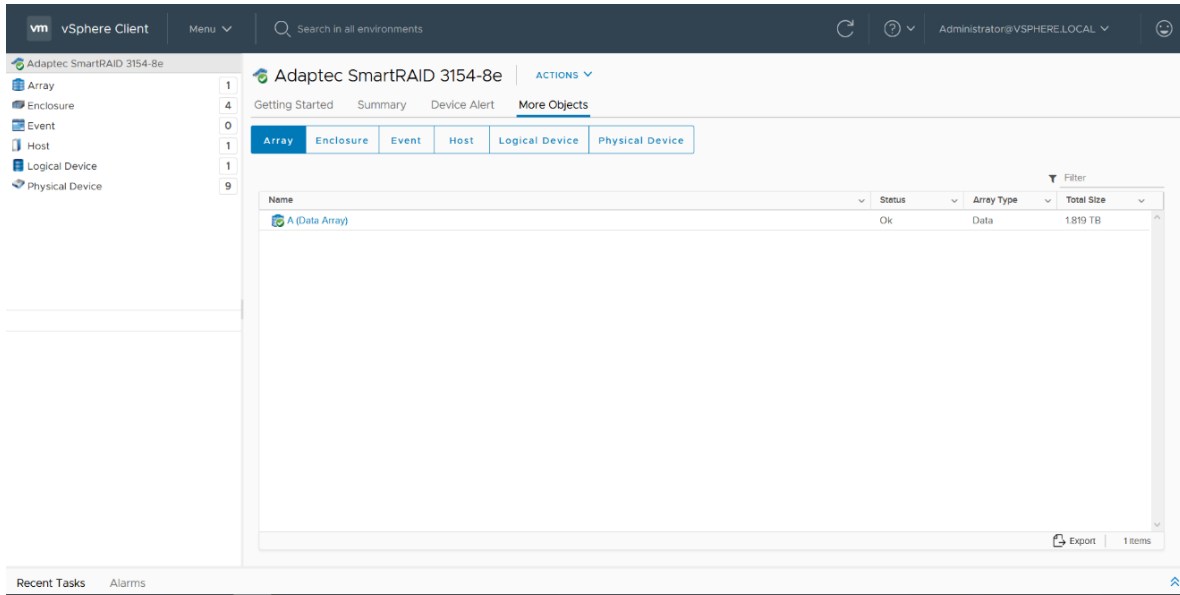 vm vSphere Client Menu Search in all environments Administrator@VSPHERE.LOCAL
Adaptec SmartRAID 3154-8e
Array 1
Enclosure 4
Event 0
Host 1
Logical Device 1
Physical Device 9
Adaptec SmartRAID 3154-8e ACTIONS
Getting Started Summary Device Alert More Objects
Array Enclosure Event Host Logical Device Physical Device
Filter
Name Status Array Type Total Size
A (Data Array) Ok Data 1.819 TB
Export 1 items
Recent Tasks Alarms